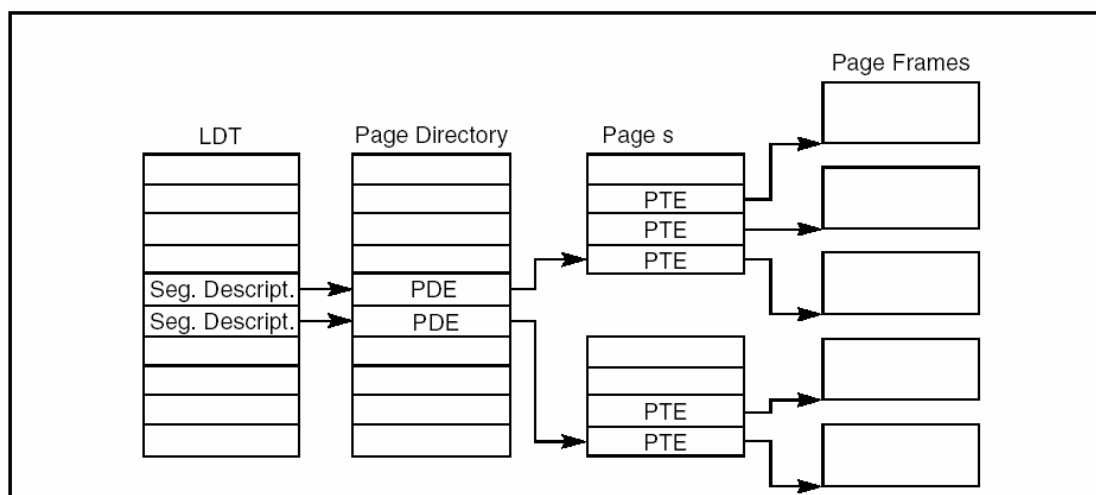 Page Frames
LDT
Page Directory
Page s
PTE
PTE
PTE
Seg. Descript.
PDE
Seg. Descript.
PDE
PTE
PTE